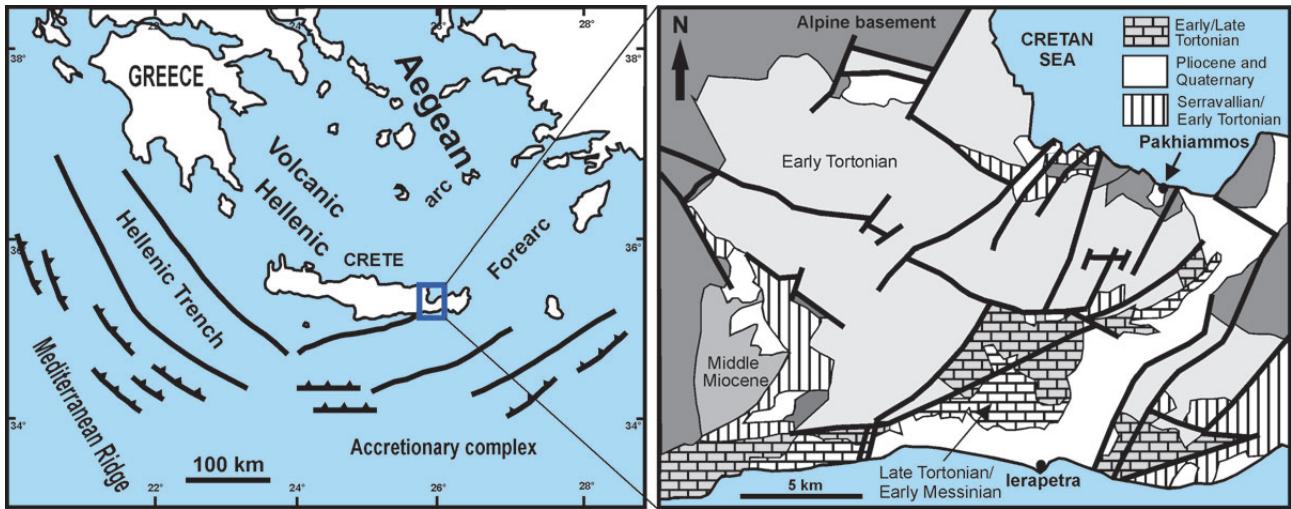 22°
26°
28°
38°
38°
GREECE
Aegean
Volcanic
Hellenic
arc
36°
36°
CRETE
Forearc
Hellenic Trench
Mediterranean Ridge
34°
34°
Accretionary complex
100 km
22°
24°
26°
28°
N
Alpine basement
CRETAN
SEA
Early/Late
Tortonian
Pliocene and
Quaternary
Serravallian/
Early Tortonian
Pakhiammos
Early Tortonian
Middle
Miocene
Late Tortonian/
Early Messinian
Ierapetra
5 km